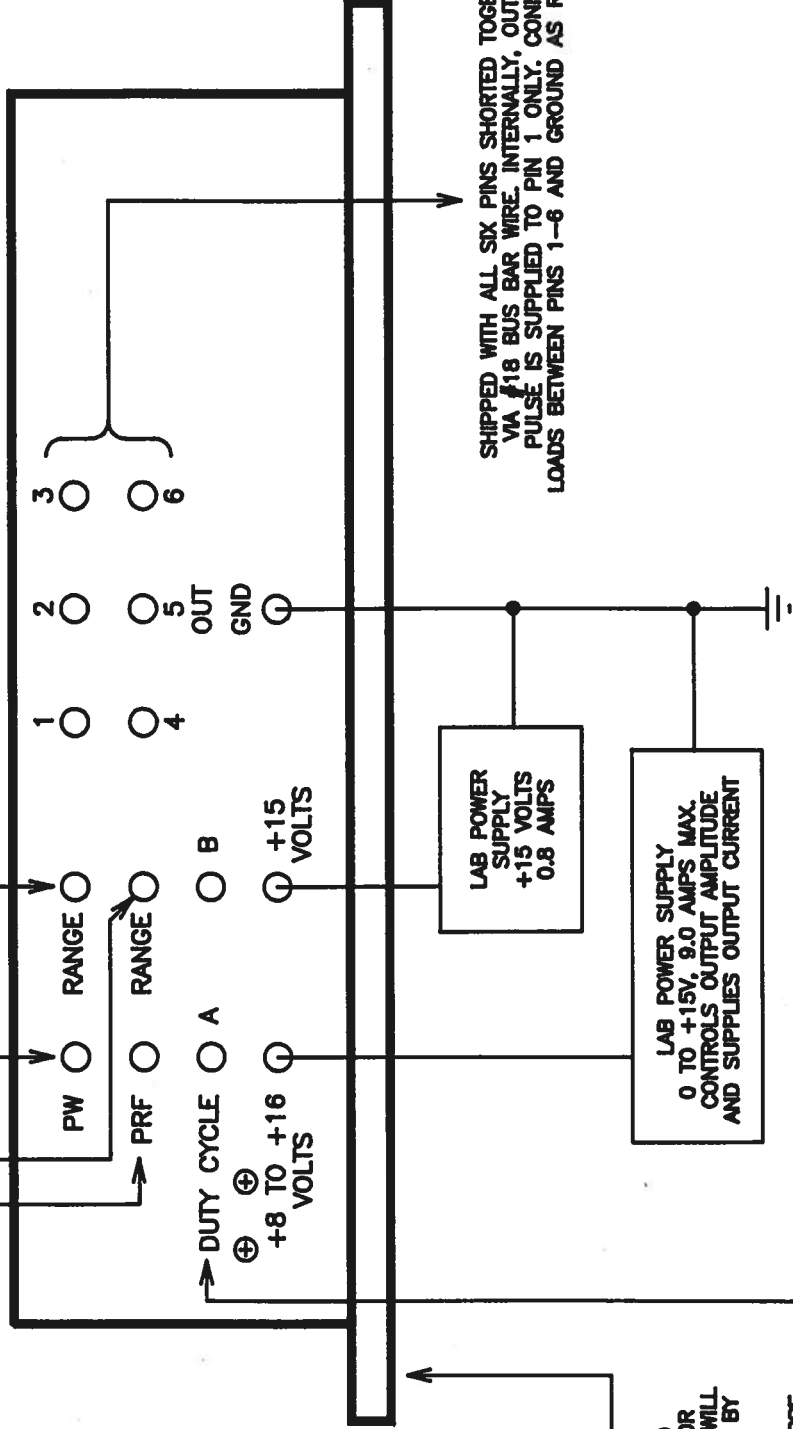 1
2
3
PW
RANGE
PRF
RANGE
4
5
6
OUT
DUTY CYCLE
A
B
GND
+8 TO +16
VOLTS
+15
VOLTS
SHIPPED WITH ALL SIX PINS SHORTED
VIA #18 BUS BAR WIRE. INTERNALLY, OUT
PULSE IS SUPPLIED TO PIN 1 ONLY.
LOADS BETWEEN PINS 1-6 AND GROUND AS
LAB POWER
SUPPLY
+15 VOLTS
0.8 AMPS
LAB POWER SUPPLY
0 TO +15V, 9.0 AMPS MAX.
CONTROLS OUTPUT AMPLITUDE
AND SUPPLIES OUTPUT CURRENT
WILL
BY